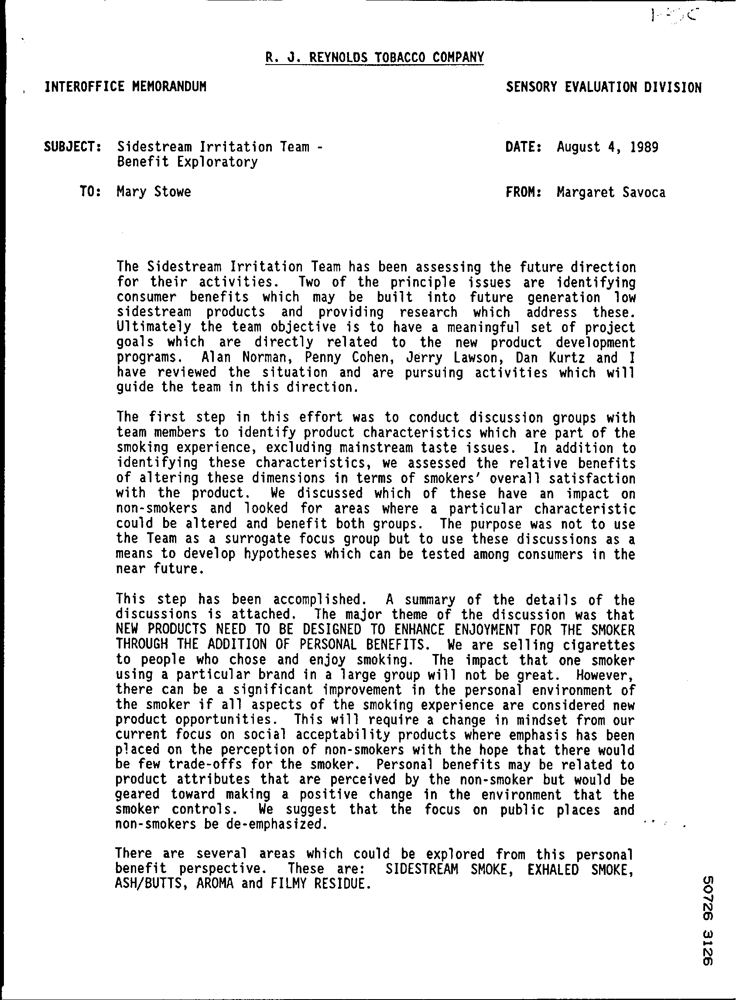 R. J. REYNOLDS TOBACCO COMPANY
INTEROFFICE MEMORANDUM
SENSORY EVALUATION DIVISION
SUBJECT: Sidestream Irritation Team -
Benefit Exploratory
DATE: August 4, 1989
TO: Mary Stowe
FROM: Margaret Savoca
The Sidestream Irritation Team has been assessing the future direction
for their activities. Two of the principle issues are identifying
consumer benefits which may be built into future generation low
sidestream products and providing research which address these.
Ultimately the team objective is to have a meaningful set of project
goals which are directly related to the new product development
programs. Alan Norman, Penny Cohen, Jerry Lawson, Dan Kurtz and I
have reviewed the situation and are pursuing activities which will
guide the team in this direction.
The first step in this effort was to conduct discussion groups with
team members to identify product characteristics which are part of the
smoking experience, excluding mainstream taste issues. In addition to
identifying these characteristics, we assessed the relative benefits
of altering these dimensions in terms of smokers' overall satisfaction
with the product. We discussed which of these have an impact on
non-smokers and looked for areas where a particular characteristic
could be altered and benefit both groups. The purpose was not to use
the Team as a surrogate focus group but to use these discussions as a
means to develop hypotheses which can be tested among consumers in the
near future.
This step has been accomplished. A summary of the details of the
discussions is attached. The major theme of the discussion was that
NEW PRODUCTS NEED TO BE DESIGNED TO ENHANCE ENJOYMENT FOR THE SMOKER
THROUGH THE ADDITION OF PERSONAL BENEFITS. We are selling cigarettes
to people who chose and enjoy smoking. The impact that one smoker
using a particular brand in a large group will not be great. However,
there can be a significant improvement in the personal environment of
the smoker if all aspects of the smoking experience are considered new
product opportunities. This will require a change in mindset from our
current focus on social acceptability products where emphasis has been
placed on the perception of non-smokers with the hope that there would
be few trade-offs for the smoker. Personal benefits may be related to
product attributes that are perceived by the non-smoker but would be
geared toward making a positive change in the environment that the
smoker controls. We suggest that the focus on public places and
non-smokers be de-emphasized.
There are several areas which could be explored from this personal
benefit perspective. These are: SIDESTREAM SMOKE, EXHALED SMOKE,
ASH/BUTTS, AROMA and FILMY RESIDUE.
50726 3126